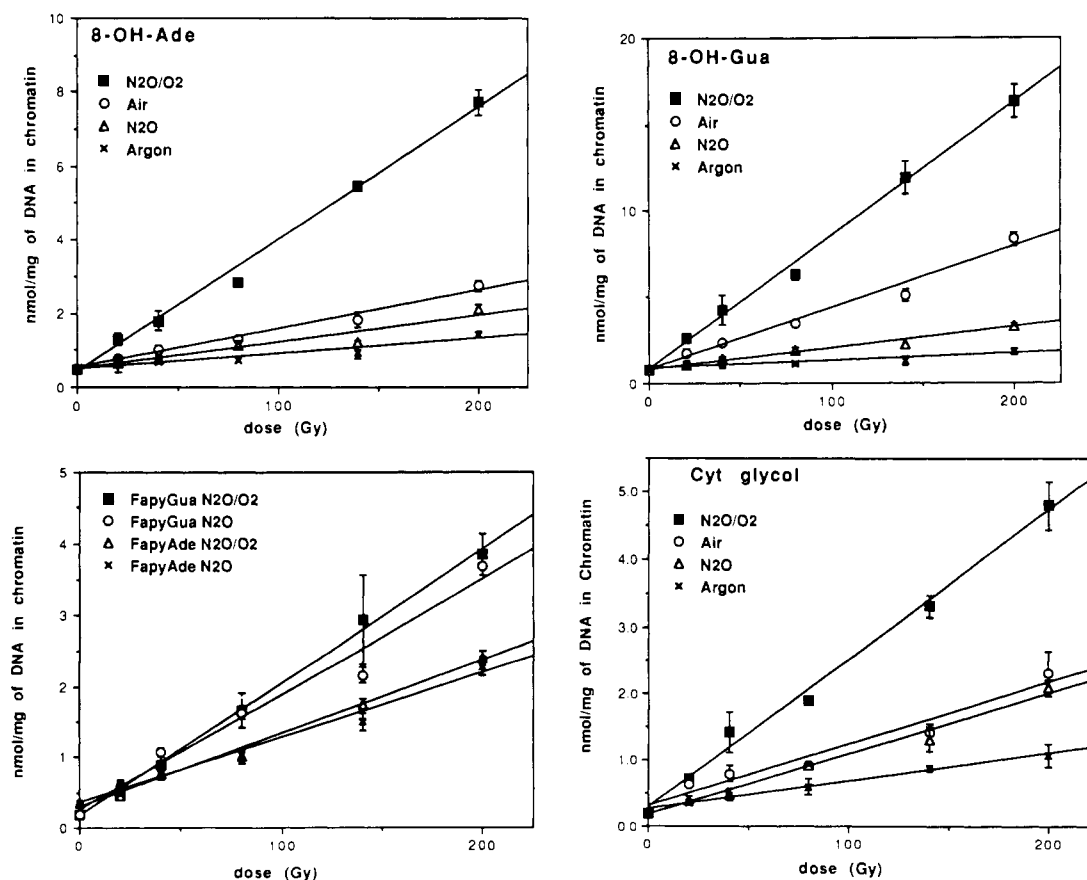 8-OH-Ade
N2O/O2
Air
N2O
Argon
nmol/mg of DNA in chromatin
10
8
6
4
2
0
0
100
200
dose (Gy)
8-OH-Gua
N2O/O2
Air
N2O
Argon
nmol/mg of DNA in chromatin
20
10
0
0
100
200
dose (Gy)
FapyGua N2O/O2
FapyGua N2O
FapyAde N2O/O2
FapyAde N2O
nmol/mg of DNA in chromatin
5
4
3
2
1
0
0
100
200
dose (Gy)
Cyt glycol
N2O/O2
Air
N2O
Argon
nmol/mg of DNA in Chromatin
5.0
4.0
3.0
2.0
1.0
0.0
0
100
200
dose (Gy)